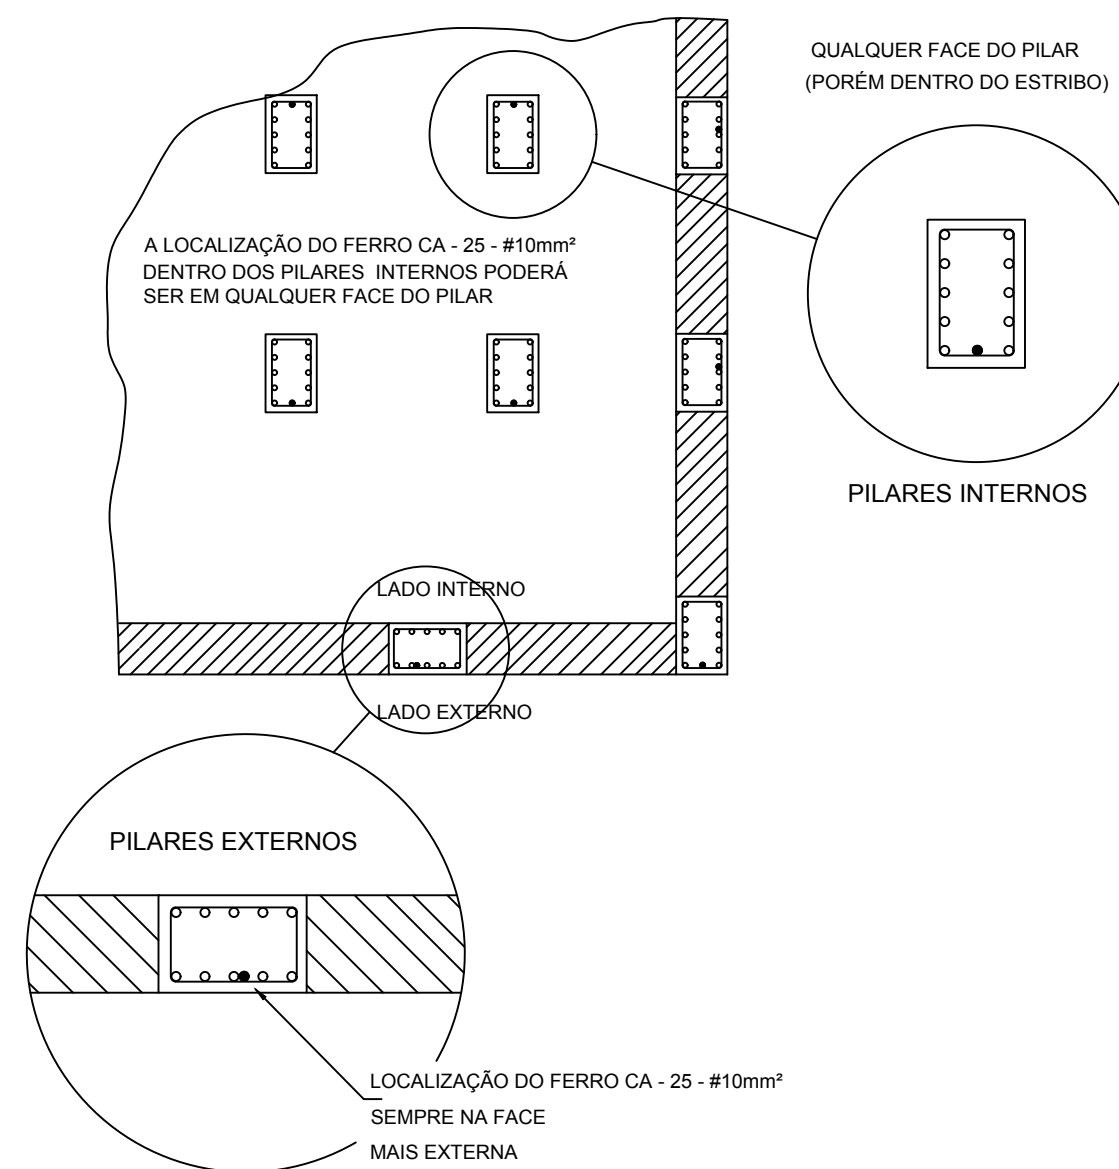 QUALQUER FACE DO PILAR
(PORÉM DENTRO DO ESTRIBO)
A LOCALIZAÇÃO DO FERRO CA - 25 - #10mm²
DENTRO DOS PILARES INTERNOS PODERÁ
SER EM QUALQUER FACE DO PILAR
PILARES INTERNOS
LADO INTERNO
LADO EXTERNO
PILARES EXTERNOS
LOCALIZAÇÃO DO FERRO CA - 25 - #10mm²
SEMPRE NA FACE
MAIS EXTERNA